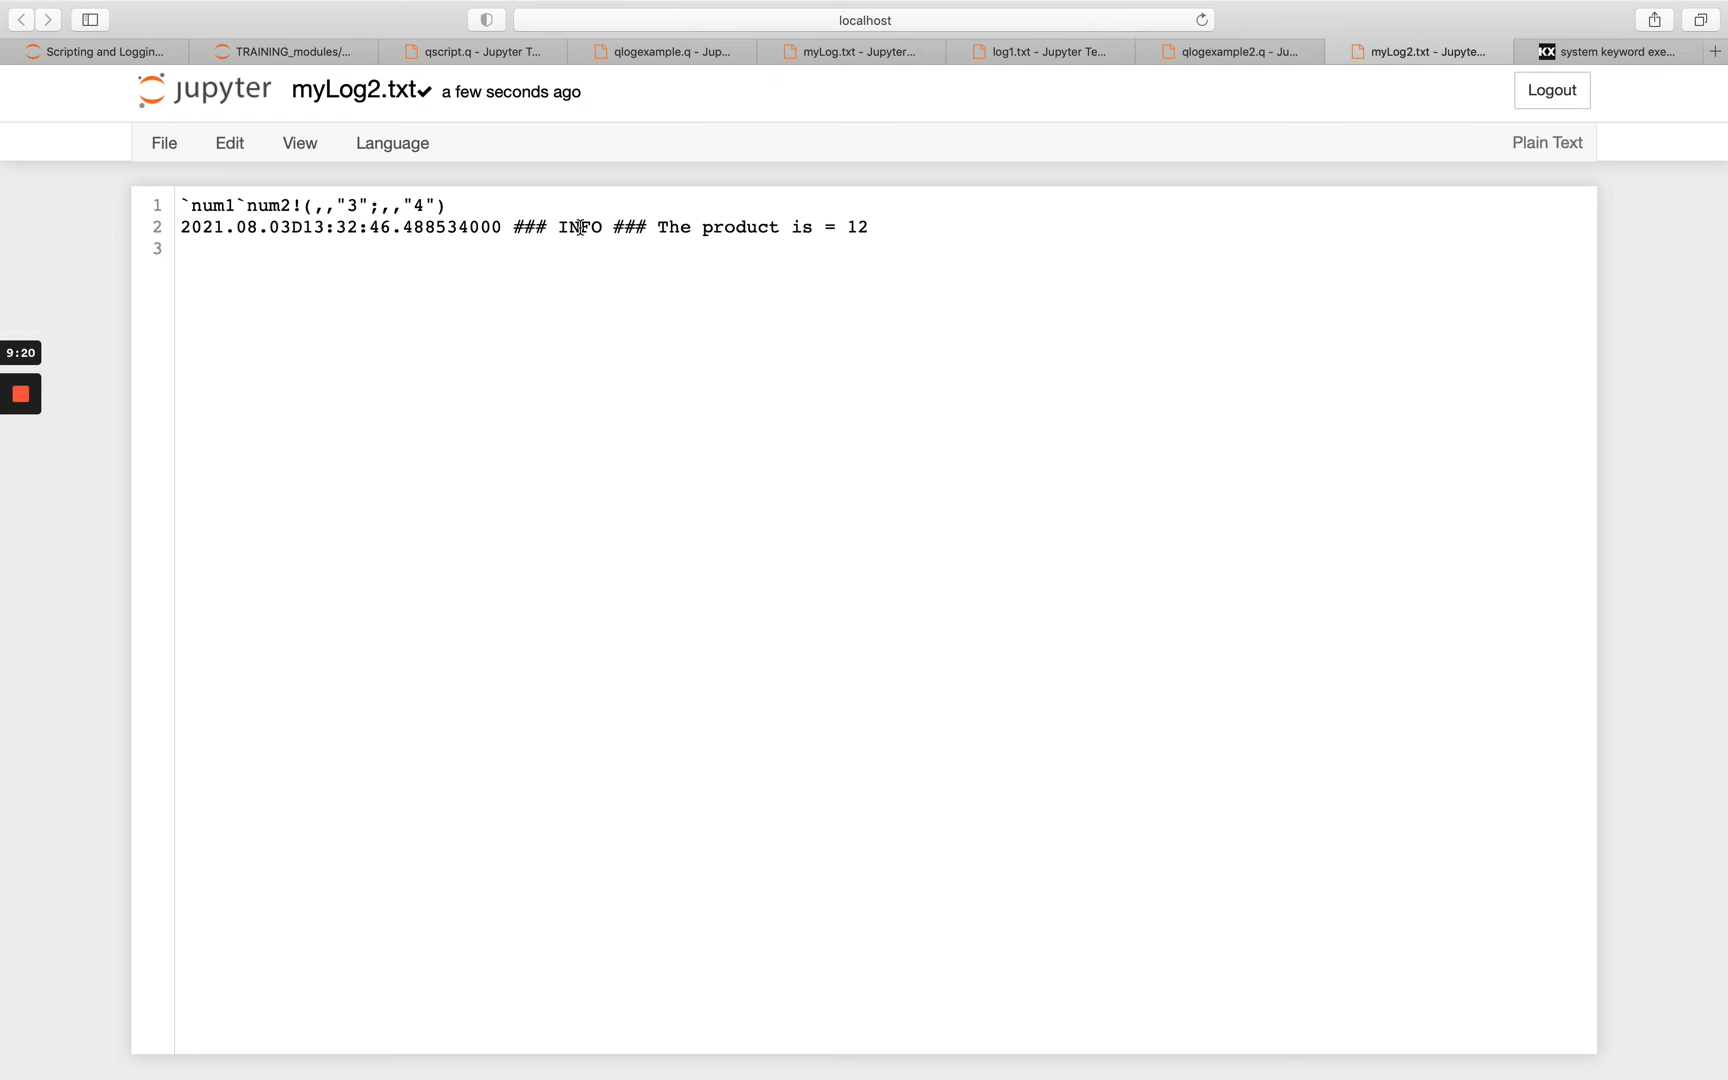 localhost
Scripting and Loggin...
TRAINING_modules/...
qscript.q - Jupyter T...
qlogexample.q - Jup...
myLog.txt - Jupyter...
log1.txt - Jupyter Te...
qlogexample2.q - Ju...
myLog2.txt - Jupyte...
KX system keyword exe...
jupyter myLog2.txt✔ a few seconds ago
Logout
File Edit View Language
Plain Text
1 `num1`num2!(,,"3";,,"4")
2 2021.08.03D13:32:46.488534000 ### INFO ### The product is = 12
3
9:20